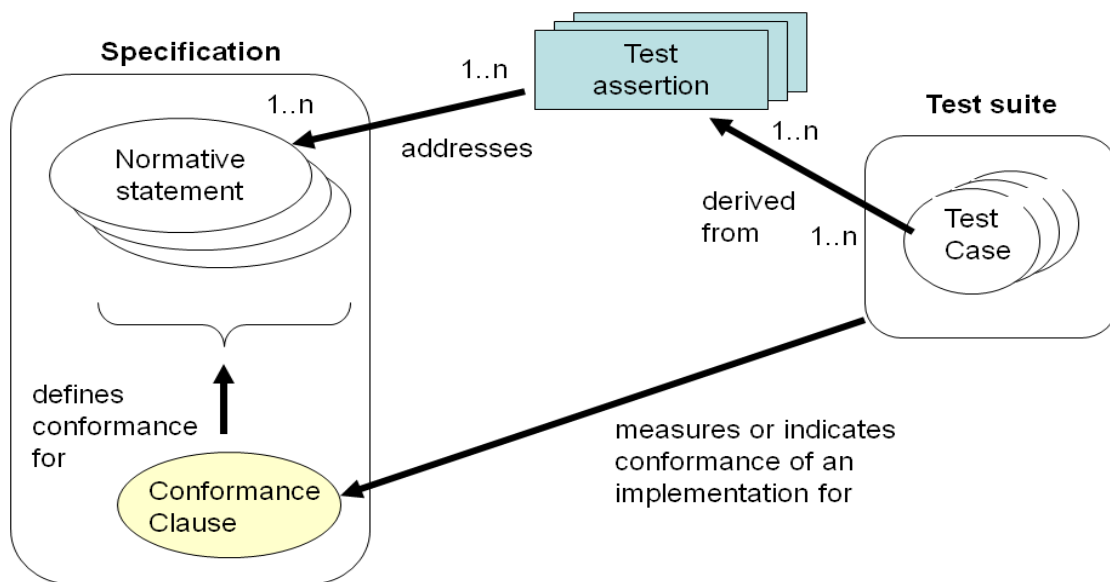 Specification
Test
assertion
1..n
1..n
Test suite
Normative
statement
addresses
1..n
derived
from
1..n
Test
Case
defines
conformance
for
measures or indicates
conformance of an
implementation for
Conformance
Clause